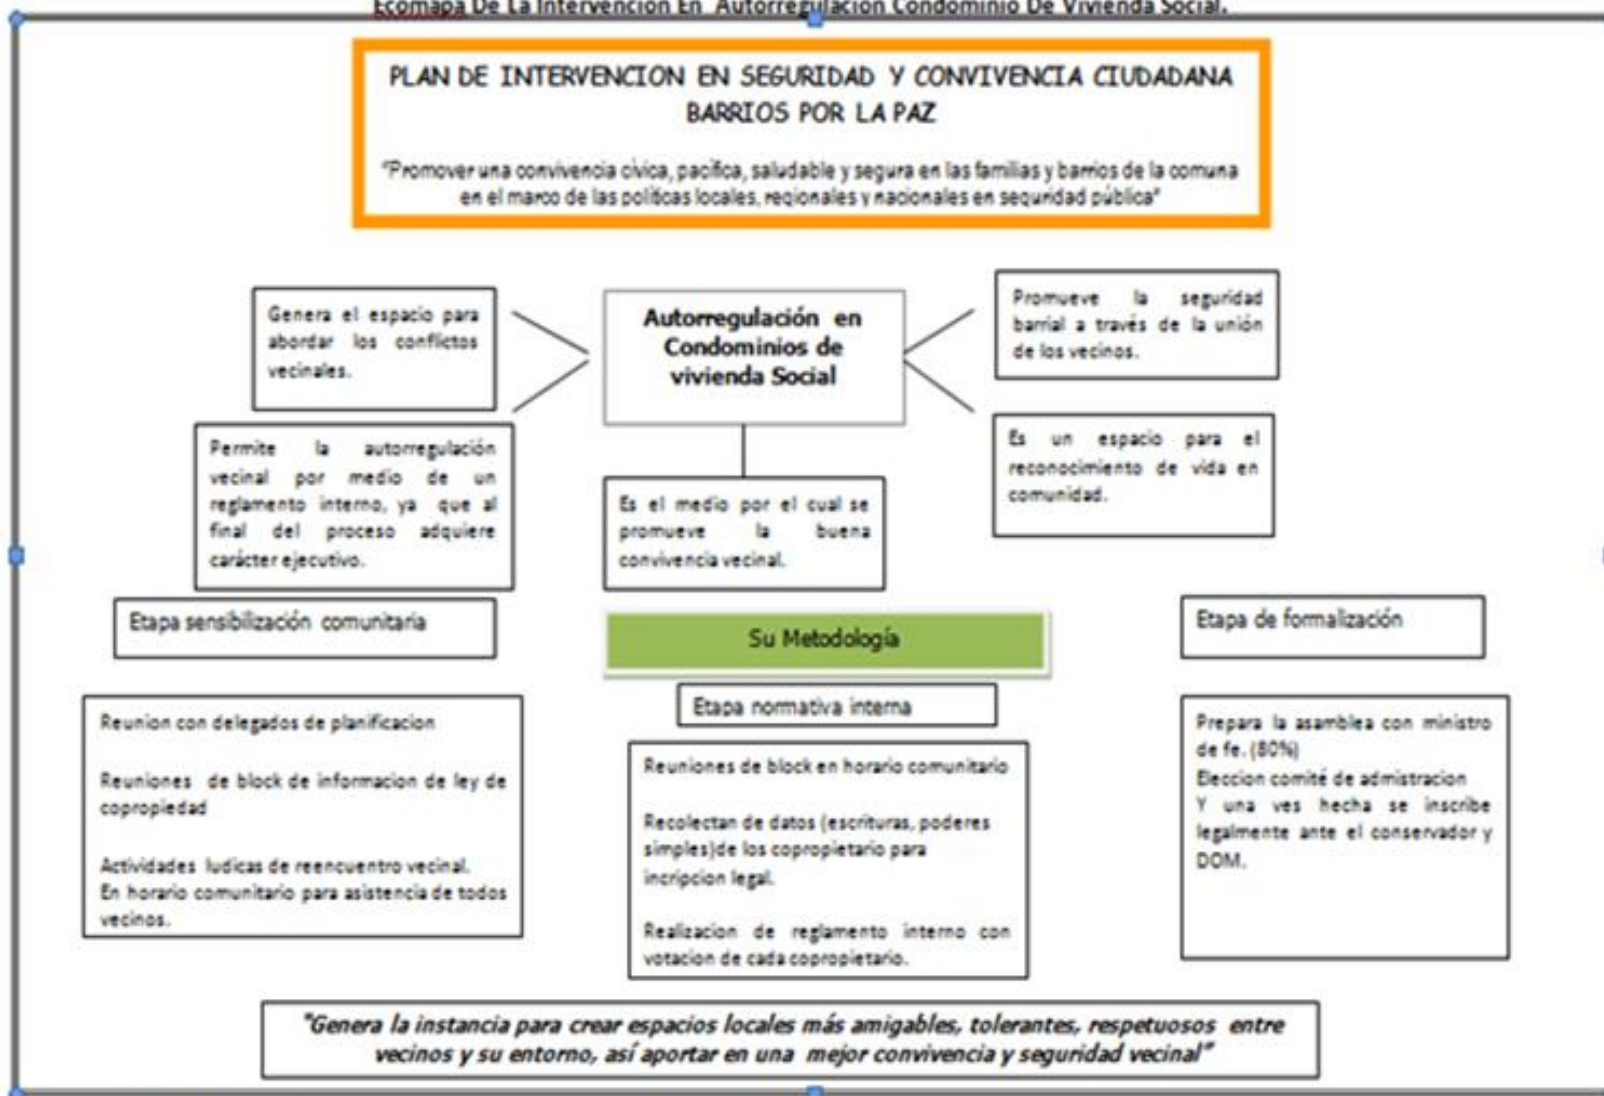 Ecomapa De La Intervención En Autorregulación Condominio De Vivienda Social.
PLAN DE INTERVENCION EN SEGURIDAD Y CONVIVENCIA CIUDADANA
BARRIOS POR LA PAZ
"Promover una convivencia cívica, pacífica, saludable y segura en las familias y barrios de la comuna
en el marco de las políticas locales, regionales y nacionales en seguridad pública"
Genera el espacio para
abordar los conflictos
vecinales.
Autorregulación en
Condominios de
vivienda Social
Promueve la seguridad
barrial a través de la unión
de los vecinos.
Permite la autorregulación
vecinal por medio de un
reglamento interno, ya que al
final del proceso adquiere
carácter ejecutivo.
Es el medio por el cual se
promueve la buena
convivencia vecinal.
Es un espacio para el
reconocimiento de vida en
comunidad.
Etapa sensibilización comunitaria
Su Metodología
Etapa de formalización
Reunion con delegados de planificacion
Reuniones de block de informacion de ley de
copropiedad
Actividades ludicas de reencuentro vecinal.
En horario comunitario para asistencia de todos
vecinos.
Etapa normativa interna
Reuniones de block en horario comunitario
Recolectan de datos (escrituras, poderes
simples)de los copropietario para
incripcion legal.
Realizacion de reglamento interno con
votacion de cada copropietario.
Prepara la asamblea con ministro
de fe. (80%)
Eleccion comité de admistracion
Y una ves hecha se inscribe
legalmente ante el conservador y
DOM.
"Genera la instancia para crear espacios locales más amigables, tolerantes, respetuosos entre
vecinos y su entorno, así aportar en una mejor convivencia y seguridad vecinal"